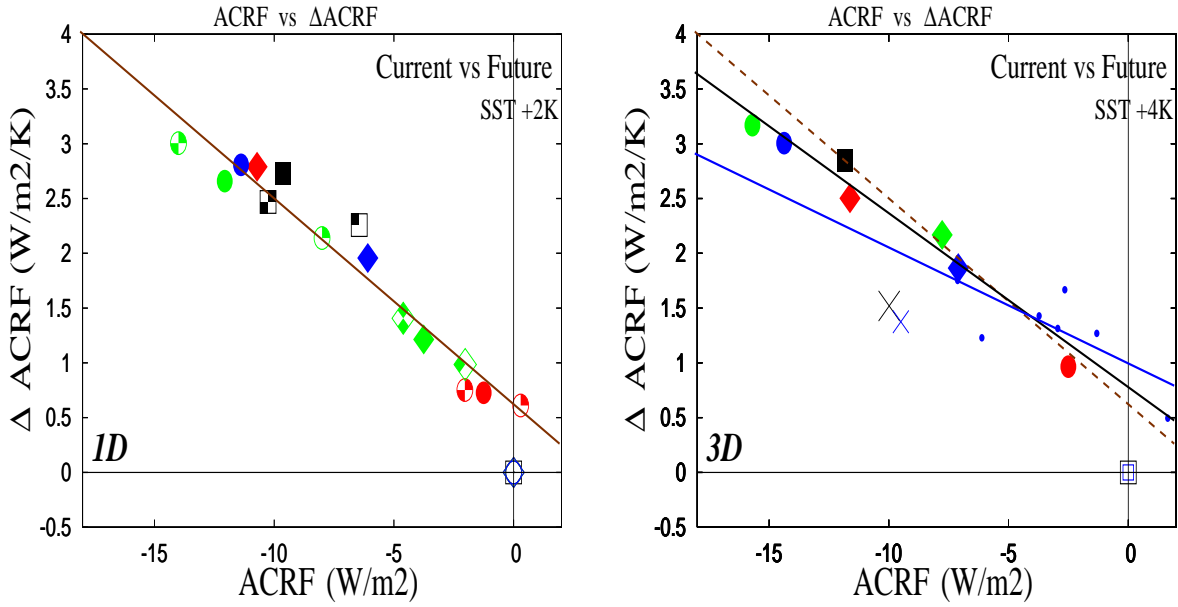 ACRF vs ΔACRF
4
3.5
3
2.5
2
1.5
1
0.5
0
-0.5
Δ ACRF (W/m2/K)
Current vs Future
SST +2K
1D
-15 -10 -5 0
ACRF (W/m2)
ACRF vs ΔACRF
4
3.5
3
2.5
2
1.5
1
0.5
0
-0.5
Δ ACRF (W/m2/K)
Current vs Future
SST +4K
3D
-15 -10 -5 0
ACRF (W/m2)